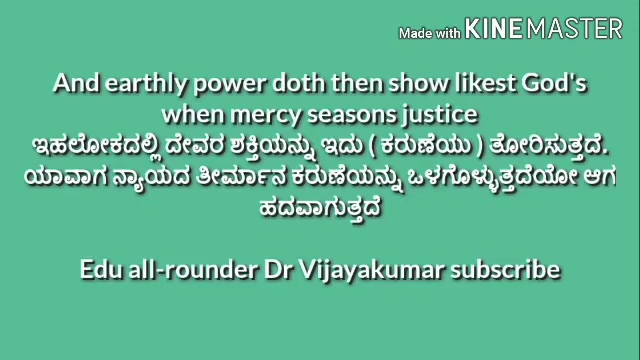 Made with KINEMASTER
And earthly power doth then show likest God's
when mercy seasons justice
ಇಹಲೋಕದಲ್ಲಿ ದೇವರ ಶಕ್ತಿಯನ್ನು ಇದು ( ಕರುಣೆಯು ) ತೋರಿಸುತ್ತದೆ.
ಯಾವಾಗ ನ್ಯಾಯದ ತೀರ್ಮಾನ ಕರುಣೆಯನ್ನು ಒಳಗೊಳ್ಳುತ್ತದೆಯೋ ಆಗ
ಹದವಾಗುತ್ತದೆ
Edu all-rounder Dr Vijayakumar subscribe